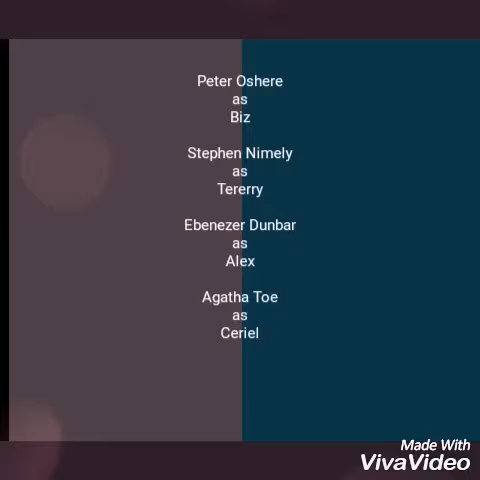 Peter Oshere
as
Biz
Stephen Nimely
as
Tererry
Ebenezer Dunbar
as
Alex
Agatha Toe
as
Ceriel
Made With
VivaVideo